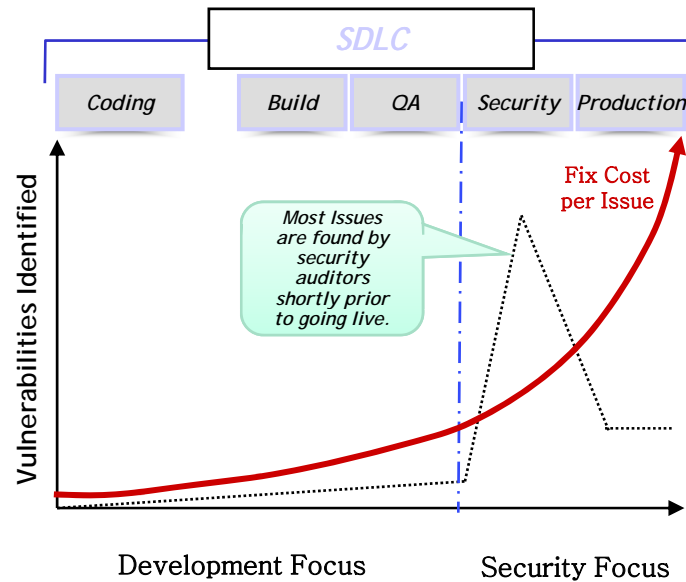 SDLC
Coding
Build
QA
Security
Production
Fix Cost
per Issue
Most Issues
are found by
security
auditors
shortly prior
to going live.
Vulnerabilities Identified
Development Focus
Security Focus